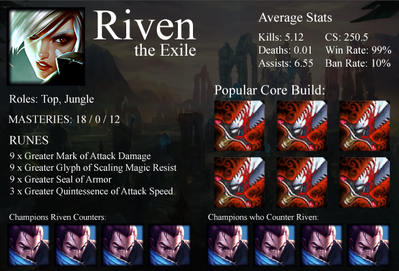 Riven
the Exile
Average Stats
Kills: 5.12 CS: 250.5
Deaths: 0.01 Win Rate: 99%
Assists: 6.55 Ban Rate: 10%
Roles: Top, Jungle
MASTERIES: 18 / 0 / 12
RUNES
9 x Greater Mark of Attack Damage
9 x Greater Glyph of Scaling Magic Resist
9 x Greater Seal of Armor
3 x Greater Quintessence of Attack Speed
Popular Core Build:
Champions Riven Counters:
Champions who Counter Riven: